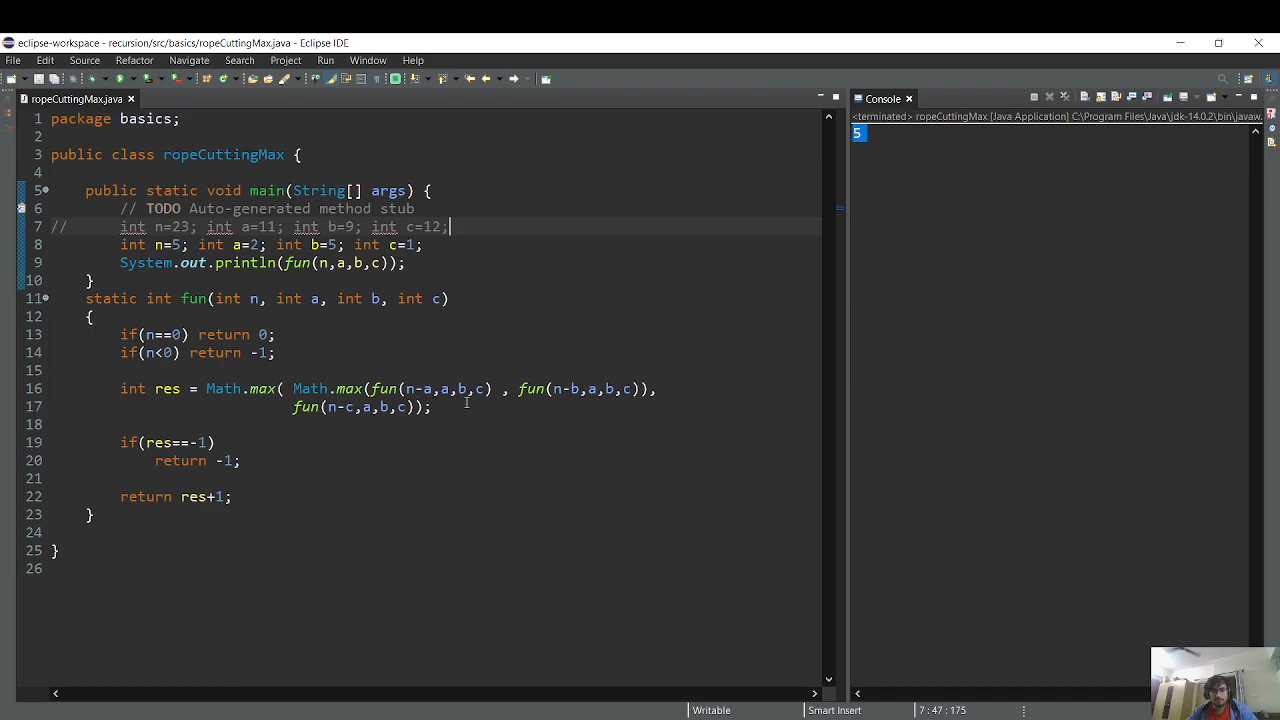 eclipse-workspace - recursion/src/basics/ropeCuttingMax.java - Eclipse IDE
File Edit Source Refactor Navigate Search Project Run Window Help
ropeCuttingMax.java
Console
<terminated> ropeCuttingMax [Java Application] C:\Program Files\Java\jdk-14.0.2\bin\javaw.
5
1 package basics;
2
3 public class ropeCuttingMax {
4
5 public static void main(String[] args) {
6 // TODO Auto-generated method stub
7 // int n=23; int a=11; int b=9; int c=12;
8 int n=5; int a=2; int b=5; int c=1;
9 System.out.println(fun(n,a,b,c));
10 }
11 static int fun(int n, int a, int b, int c)
12 {
13 if(n==0) return 0;
14 if(n<0) return -1;
15
16 int res = Math.max( Math.max(fun(n-a,a,b,c) , fun(n-b,a,b,c)),
17 fun(n-c,a,b,c));
18
19 if(res==-1)
20 return -1;
21
22 return res+1;
23 }
24
25 }
26
Writable
Smart Insert
7 : 47 : 175